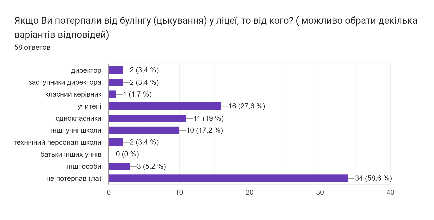 Якщо Ви потерпали від булінгу (цькування) у ліцеї, то від кого? ( можливо обрати декілька
варіантів відповідей)
58 ответов
директор 2 (3,4 %)
заступники директора 2 (3,4 %)
класний керівник 1 (1,7 %)
учителі 16 (27,6 %)
однокласники 11 (19 %)
інші учні школи 10 (17,2 %)
технічний персонал школи 2 (3,4 %)
батьки інших учнів 0 (0 %)
інші особи 3 (5,2 %)
не потерпав (ла) 34 (58,6 %)
0 10 20 30 40